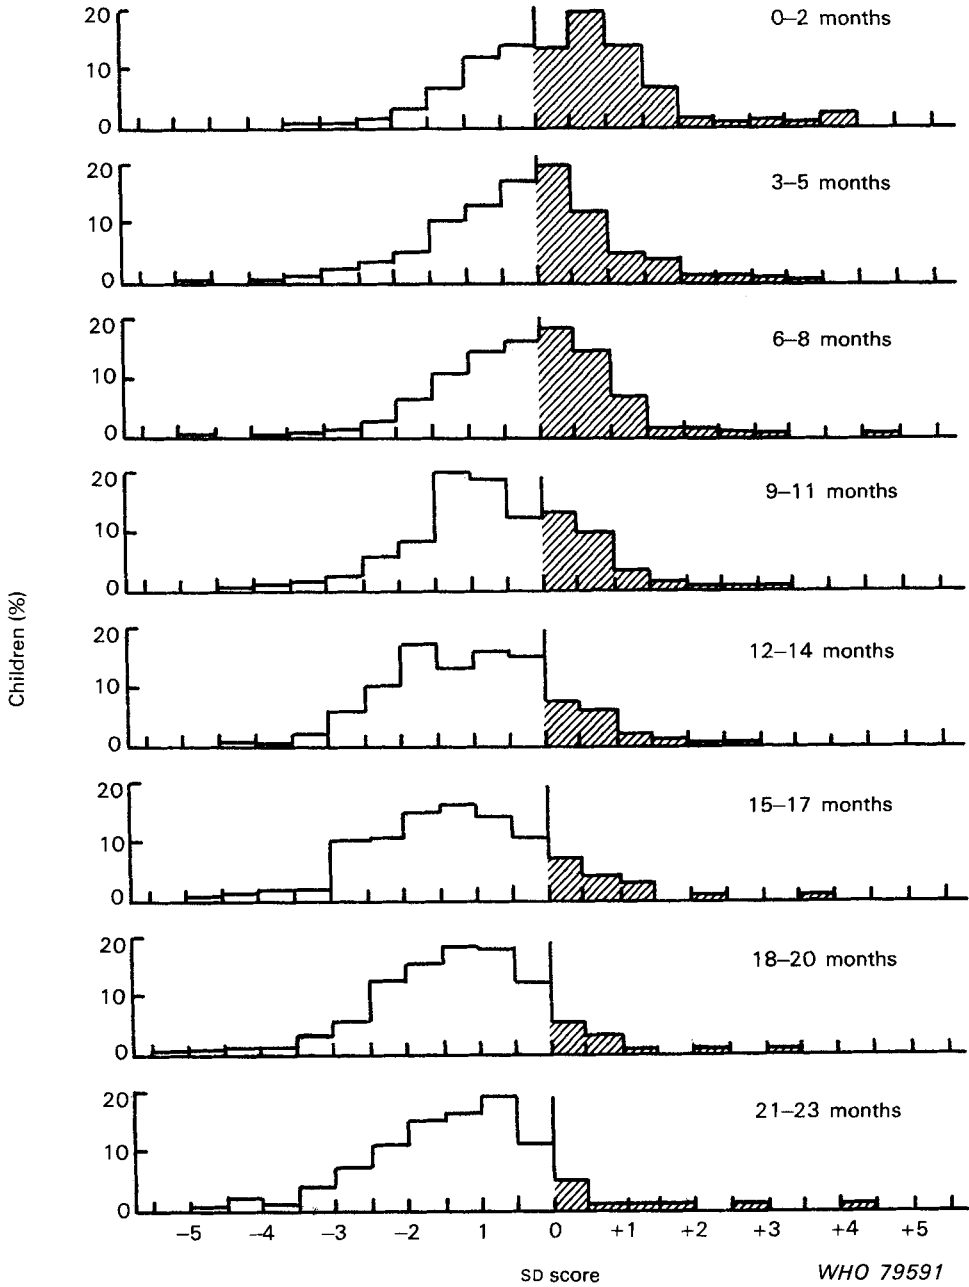 20
0–2 months
10
0
20
3–5 months
10
0
20
6–8 months
10
0
20
9–11 months
10
0
Children (%)
20
12–14 months
10
0
20
15–17 months
10
0
20
18–20 months
10
0
20
21–23 months
10
0
–5 –4 –3 –2 1 0 +1 +2 +3 +4 +5
SD score
WHO 79591